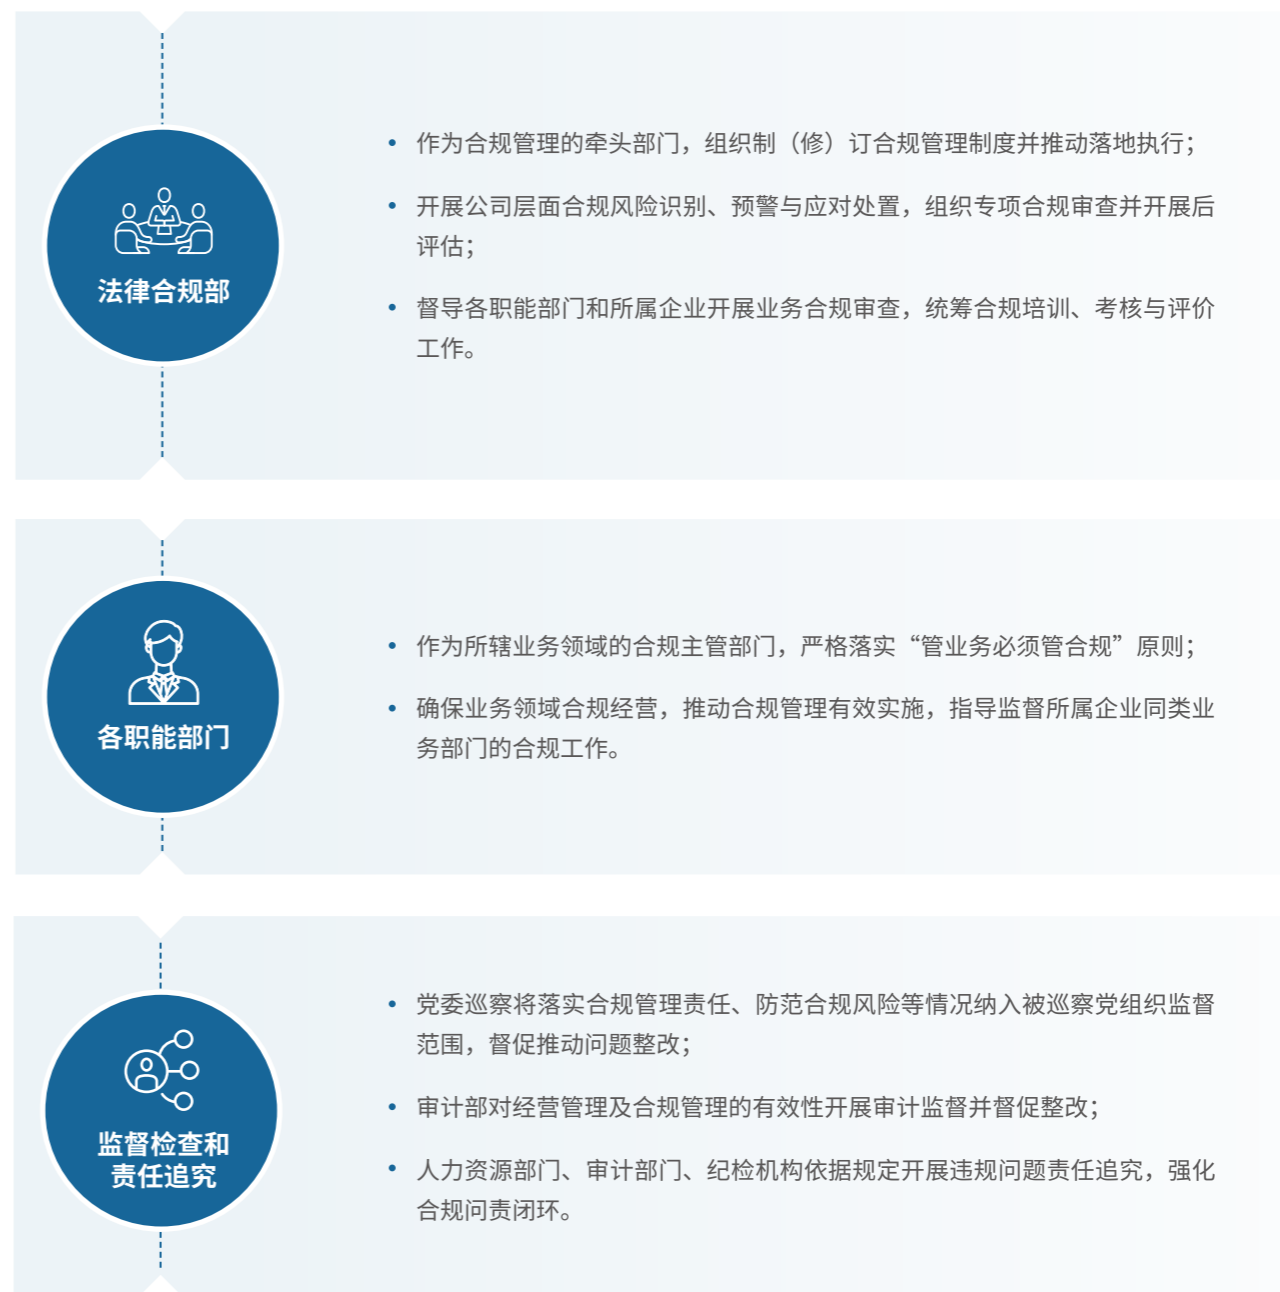 法律合规部
• 作为合规管理的牵头部门，组织制（修）订合规管理制度并推动落地执行；
• 开展公司层面合规风险识别、预警与应对处置，组织专项合规审查并开展后
评估；
• 督导各职能部门和所属企业开展业务合规审查，统筹合规培训、考核与评价
工作。
各职能部门
• 作为所辖业务领域的合规主管部门，严格落实“管业务必须管合规”原则；
• 确保业务领域合规经营，推动合规管理有效实施，指导监督所属企业同类业
务部门的合规工作。
监督检查和
责任追究
• 党委巡察将落实合规管理责任、防范合规风险等情况纳入被巡察党组织监督
范围，督促推动问题整改；
• 审计部对经营管理及合规管理的有效性开展审计监督并督促整改；
• 人力资源部门、审计部门、纪检机构依据规定开展违规问题责任追究，强化
合规问责闭环。